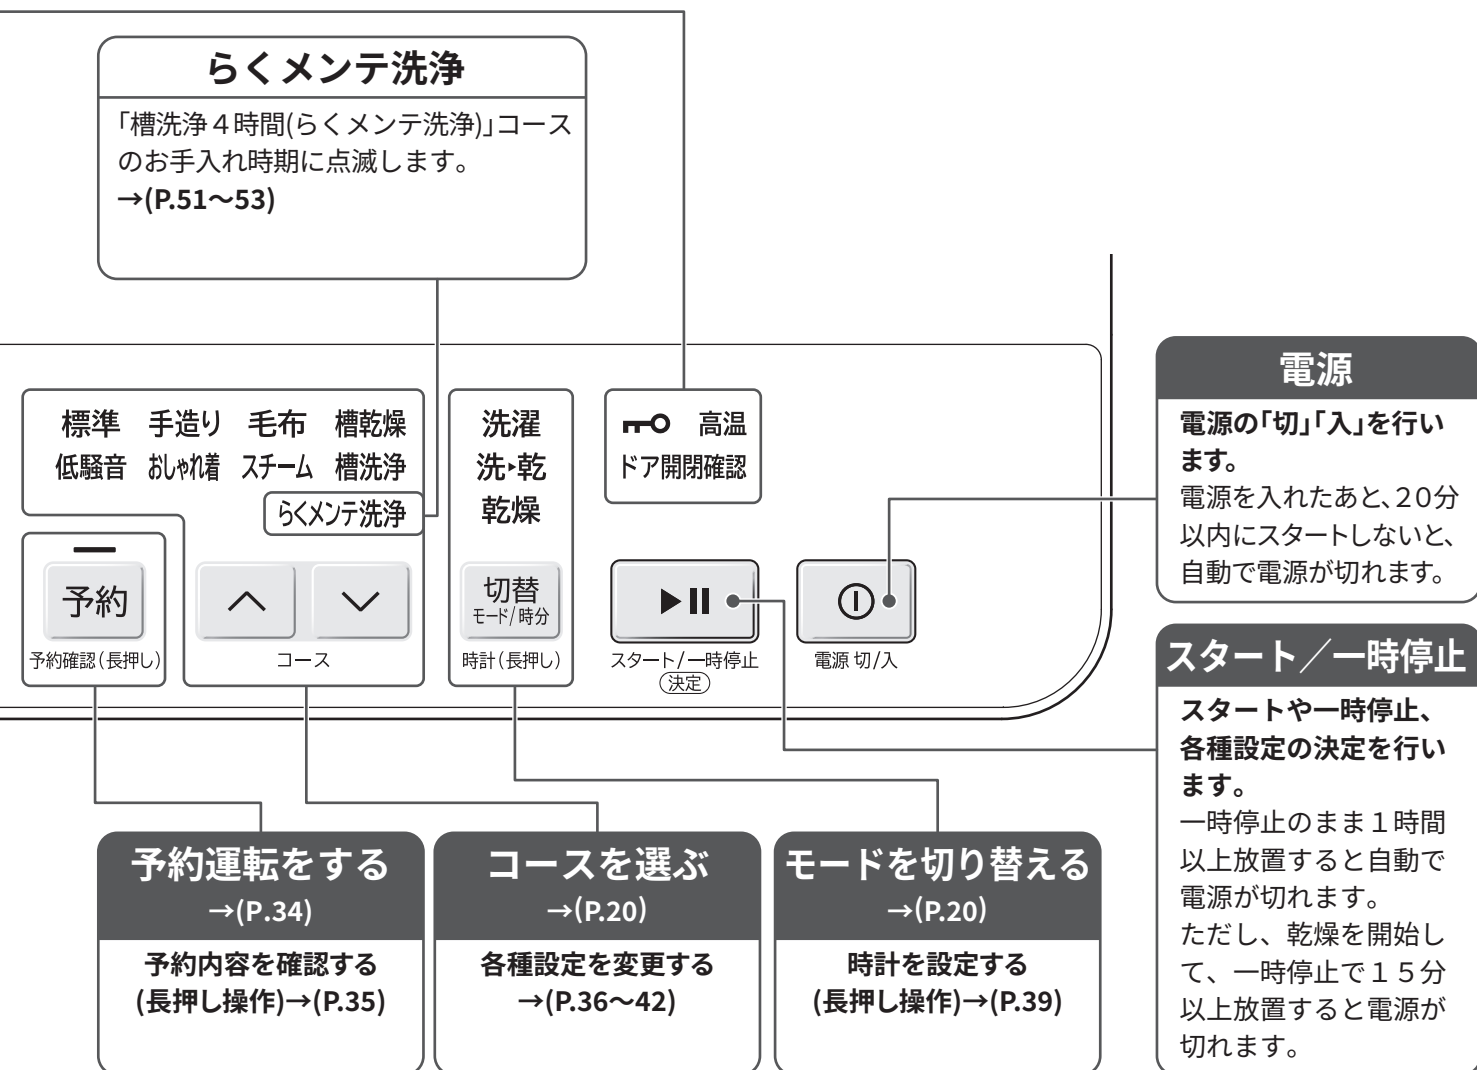 らくメンテ洗浄
「槽洗浄４時間(らくメンテ洗浄)」コース
のお手入れ時期に点滅します。
→(P.51〜53)
標準 手造り 毛布 槽乾燥
低騒音 おしゃれ着 スチーム 槽洗浄
らくメンテ洗浄
洗濯
洗▸乾
乾燥
高温
ドア開閉確認
予約
予約確認(長押し)
コース
切替
モード/時分
時計(長押し)
スタート/一時停止
決定
電源 切/入
電源
電源の「切」「入」を行い
ます。
電源を入れたあと、２０分
以内にスタートしないと、
自動で電源が切れます。
スタート／一時停止
スタートや一時停止、
各種設定の決定を行い
ます。
一時停止のまま１時間
以上放置すると自動で
電源が切れます。
ただし、乾燥を開始し
て、一時停止で１５分
以上放置すると電源が
切れます。
予約運転をする
→(P.34)
予約内容を確認する
(長押し操作)→(P.35)
コースを選ぶ
→(P.20)
各種設定を変更する
→(P.36〜42)
モードを切り替える
→(P.20)
時計を設定する
(長押し操作)→(P.39)